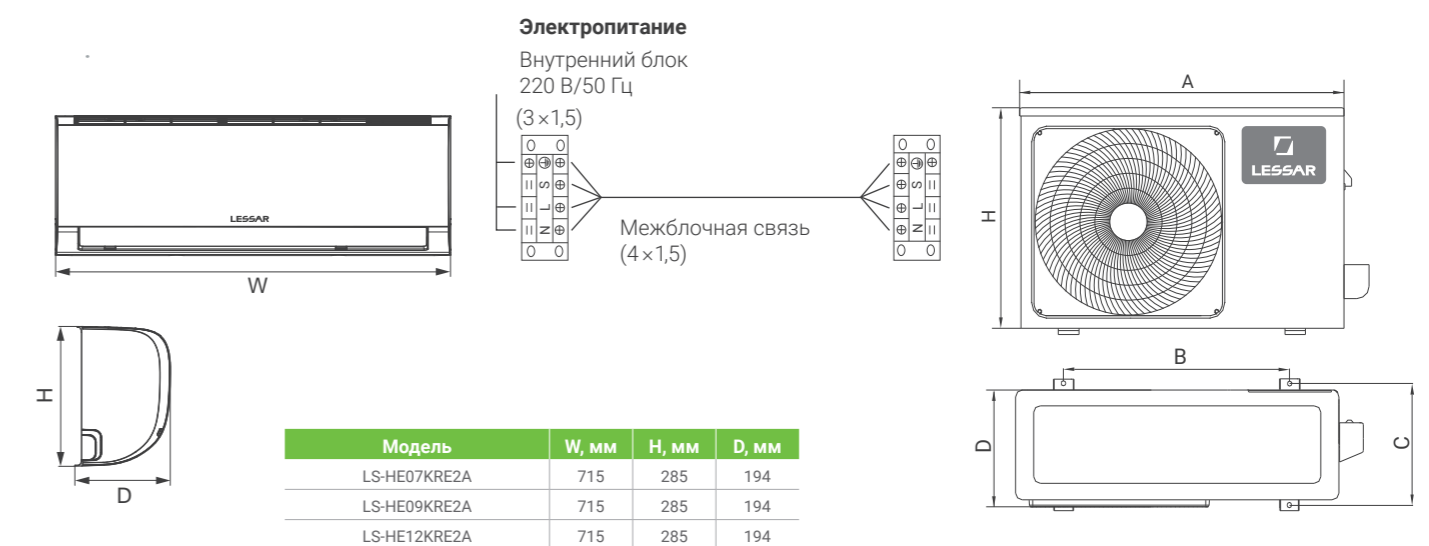 Электропитание
Внутренний блок
220 В/50 Гц
(3×1,5)
A
LESSAR
H
LESSAR
N L S
N L S
Межблочная связь
(4×1,5)
W
B
H
D
C
D
Модель W, мм H, мм D, мм
LS-HE07KRE2A 715 285 194
LS-HE09KRE2A 715 285 194
LS-HE12KRE2A 715 285 194